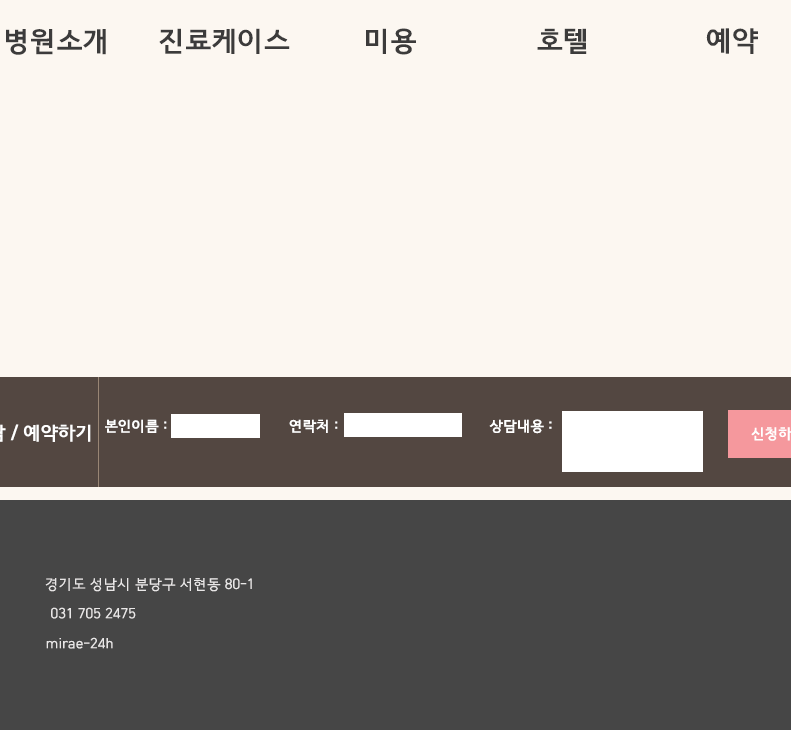 병원소개 진료케이스 미용 호텔 예약
/ 예약하기 본인이름 : 연락처 : 상담내용 : 신청하
경기도 성남시 분당구 서현동 80-1
031 705 2475
mirae-24h